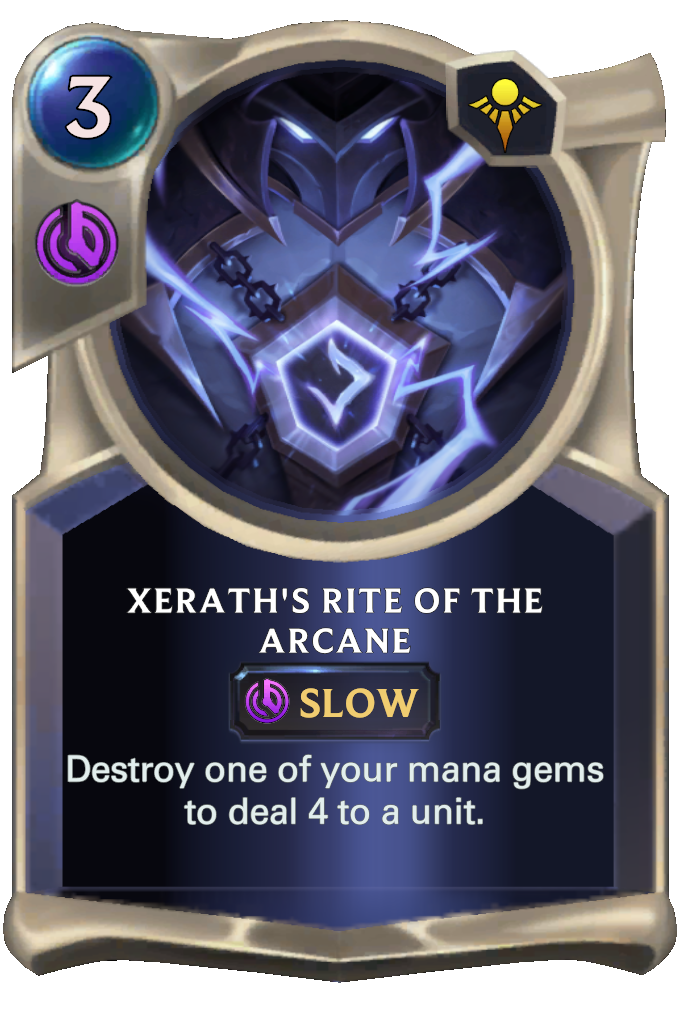 3
XERATH'S RITE OF THE
ARCANE
SLOW
Destroy one of your mana gems
to deal 4 to a unit.